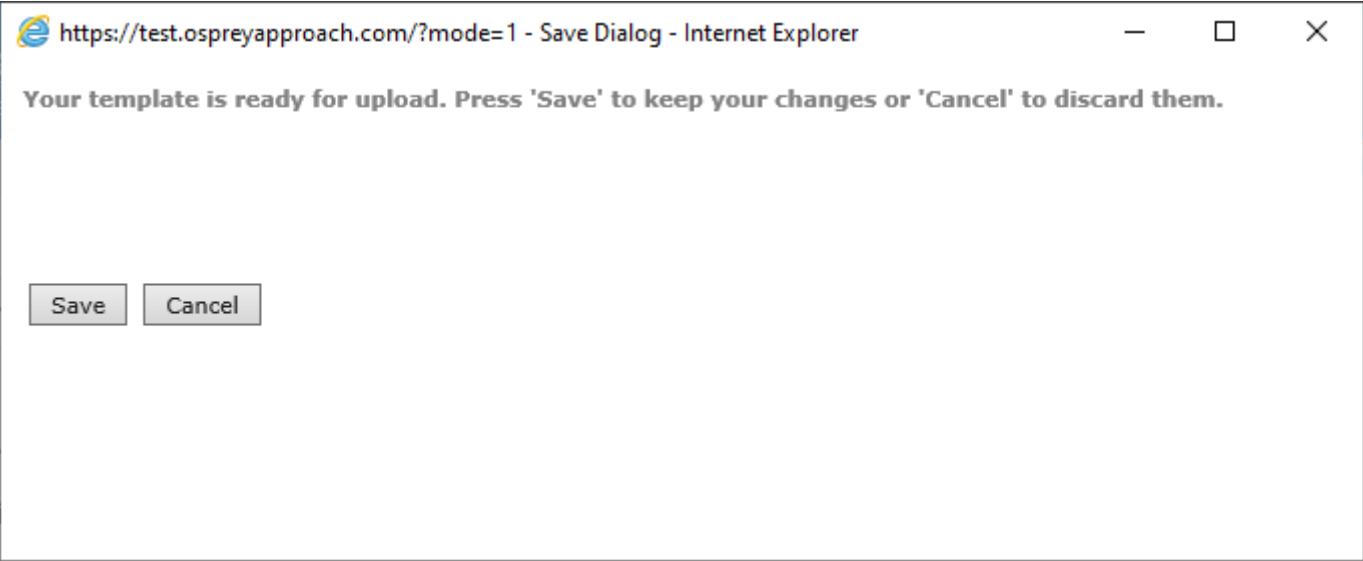 https://test.ospreyapproach.com/?mode=1 - Save Dialog - Internet Explorer
Your template is ready for upload. Press 'Save' to keep your changes or 'Cancel' to discard them.
Save Cancel